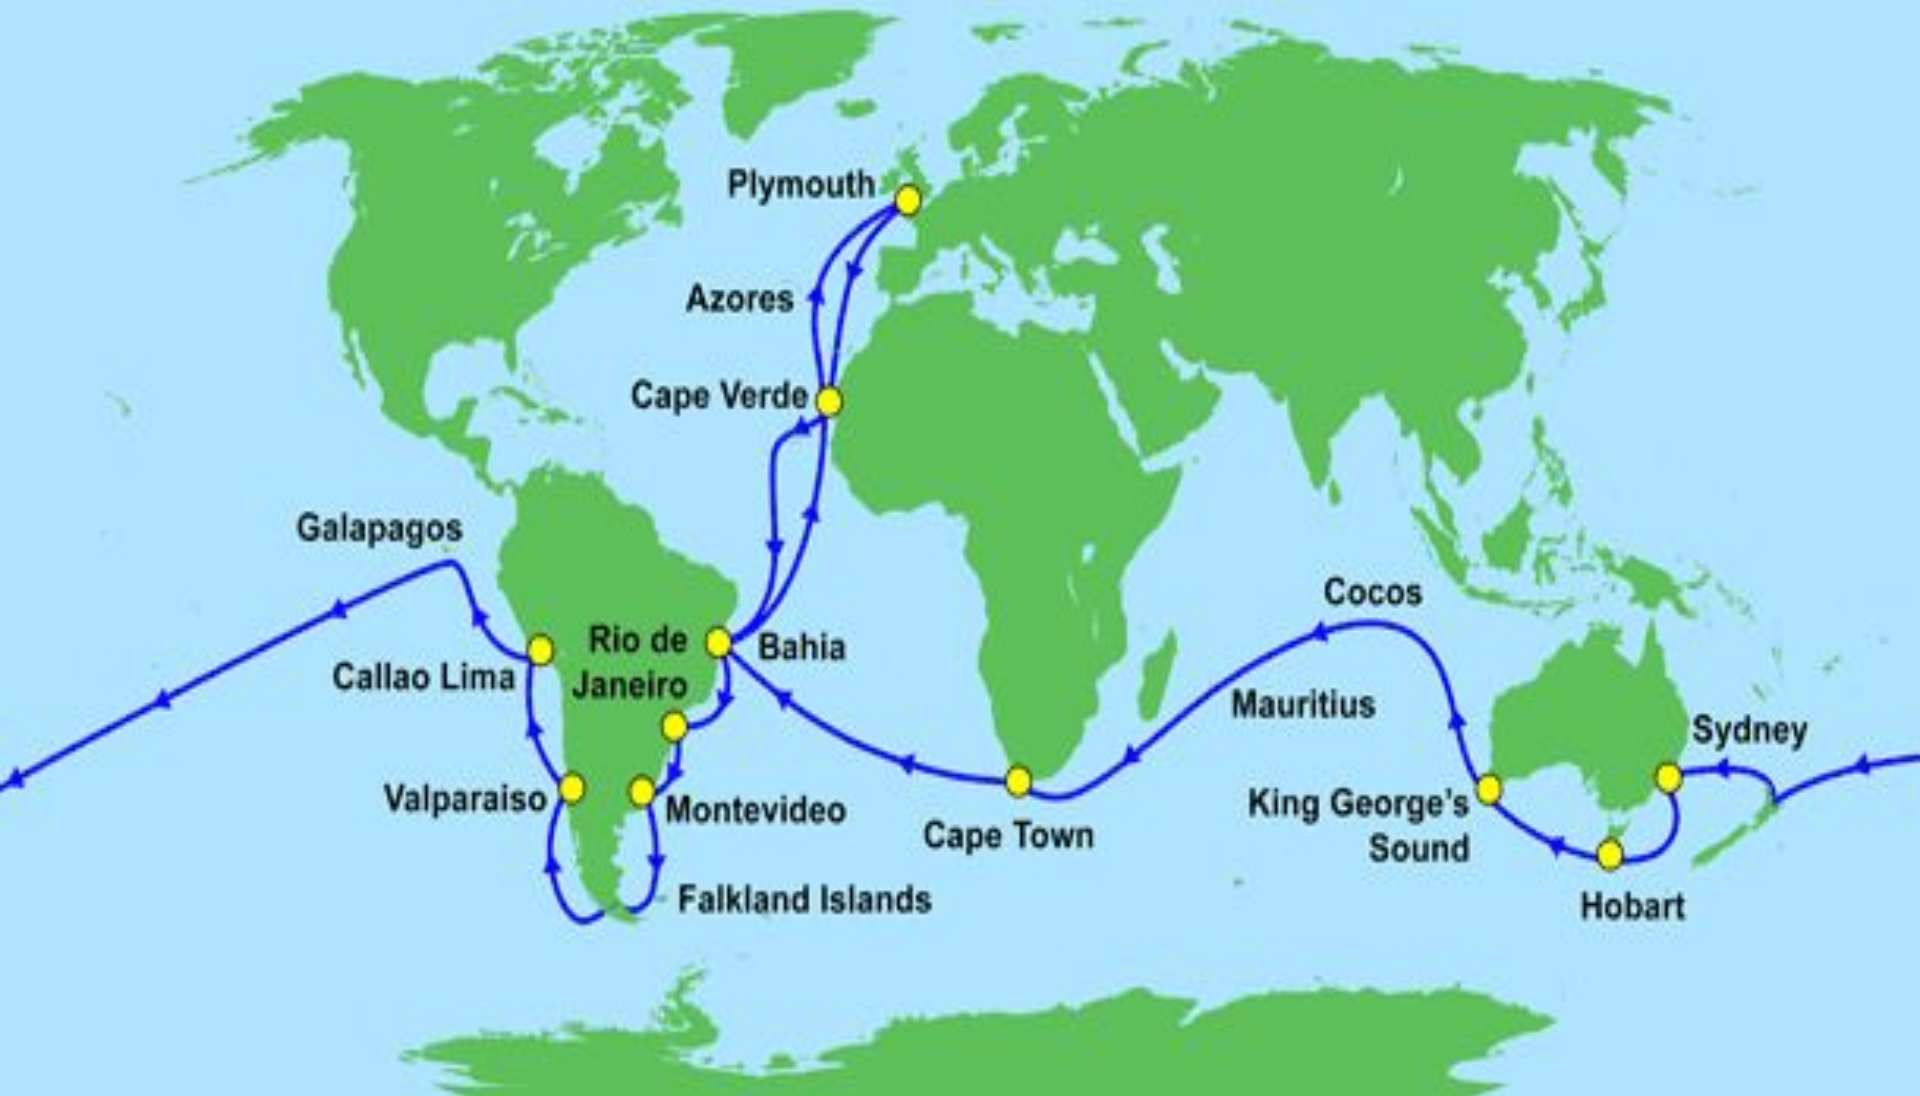 Plymouth
Azores
Cape Verde
Galapagos
Cocos
Rio de
Janeiro
Bahia
Callao Lima
Mauritius
Sydney
Valparaiso
Montevideo
King George's
Sound
Cape Town
Falkland Islands
Hobart